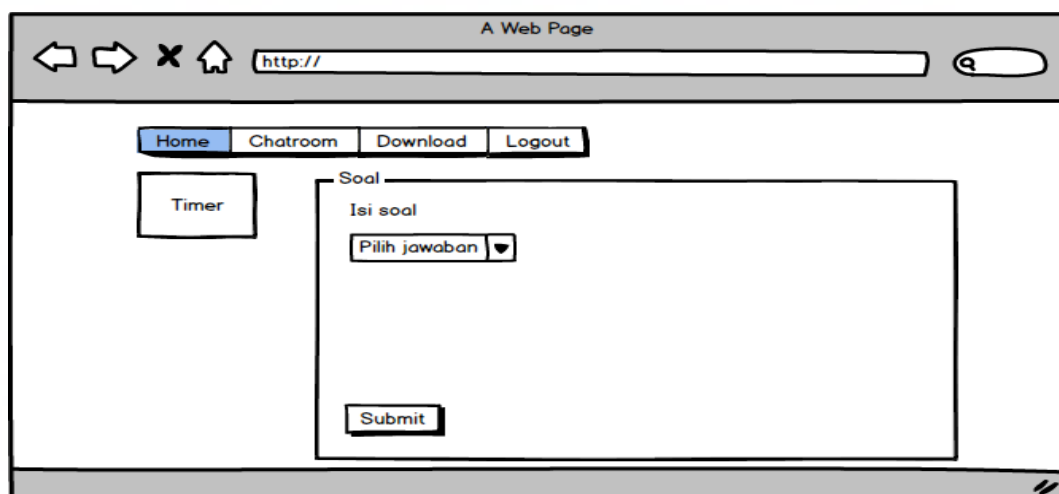 A Web Page
http://
Home Chatroom Download Logout
Timer
Soal
Isi soal
Pilih jawaban
Submit